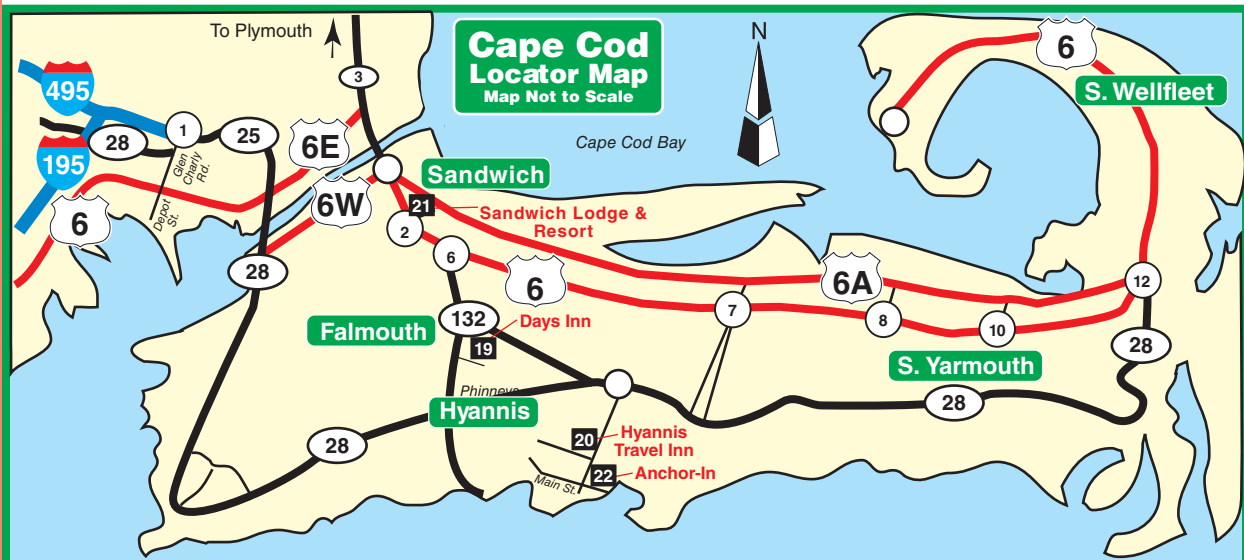 To Plymouth
Cape Cod
Locator Map
Map Not to Scale
N
6
S. Wellfleet
3
495
1
28
25
6E
195
Glen
Charly
Rd.
Depot
St.
6
Cape Cod Bay
Sandwich
6W
21
Sandwich Lodge &
Resort
2
6
28
6
6A
12
7
8
10
132
Days Inn
19
Falmouth
28
S. Yarmouth
Phinneys
Hyannis
28
28
20
Hyannis
Travel Inn
22
Anchor-In
Main St.